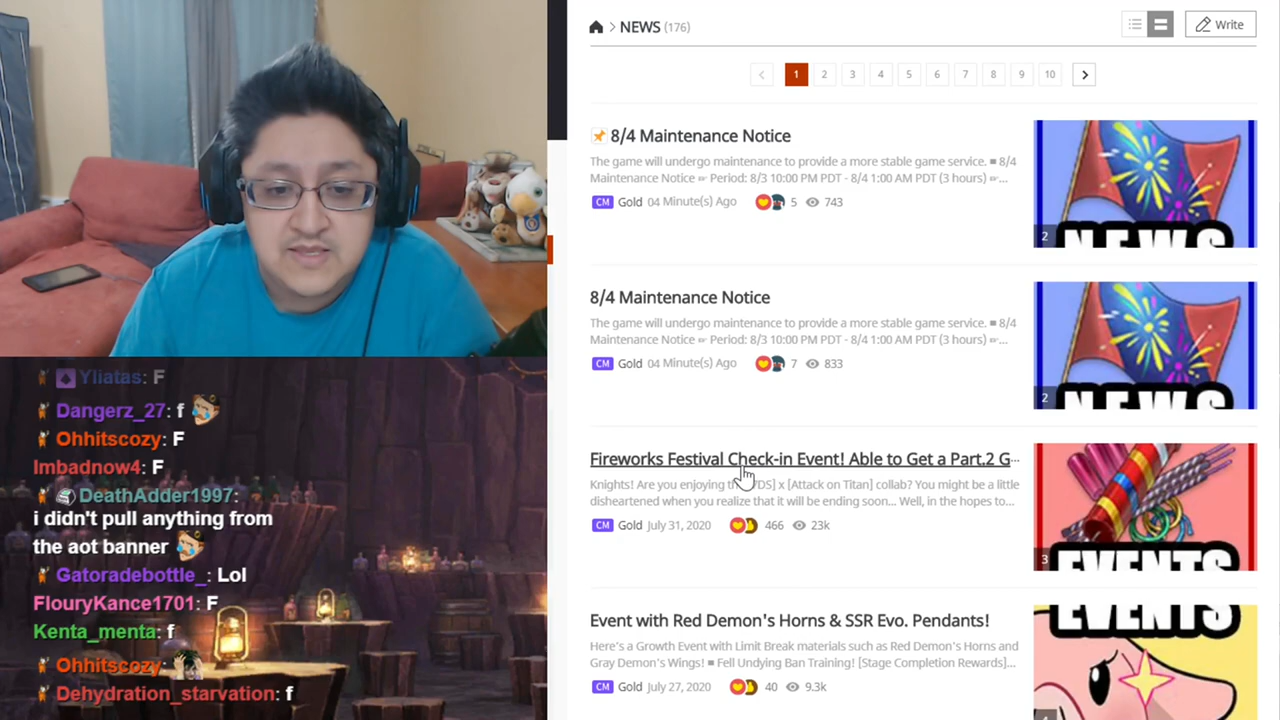 NEWS (176)
Write
1 2 3 4 5 6 7 8 9 10
8/4 Maintenance Notice
The game will undergo maintenance to provide a more stable game service. ■ 8/4
Maintenance Notice ☞ Period: 8/3 10:00 PM PDT - 8/4 1:00 AM PDT (3 hours) ☞...
CM Gold 04 Minute(s) Ago 5 743
2
NEWS
8/4 Maintenance Notice
The game will undergo maintenance to provide a more stable game service. ■ 8/4
Maintenance Notice ☞ Period: 8/3 10:00 PM PDT - 8/4 1:00 AM PDT (3 hours) ☞...
CM Gold 04 Minute(s) Ago 7 833
2
NEWS
Fireworks Festival Check-in Event! Able to Get a Part.2 G...
Knights! Are you enjoying DS] x [Attack on Titan] collab? You might be a little
disheartened when you realize that it will be ending soon... Well, in the hopes to...
CM Gold July 31, 2020 466 23k
3
EVENTS
Event with Red Demon's Horns & SSR Evo. Pendants!
Here's a Growth Event with Limit Break materials such as Red Demon's Horns and
Gray Demon's Wings! ■ Fell Undying Ban Training! [Stage Completion Rewards]...
CM Gold July 27, 2020 40 9.3k
EVENTS
Yliatas: F
Dangerz_27: f
Ohhitscozy: F
Imbadnow4: F
DeathAdder1997:
i didn't pull anything from
the aot banner
Gatoradebottle_: Lol
FlouryKance1701: F
Kenta_menta: f
Ohhitscozy:
Dehydration_starvation: f